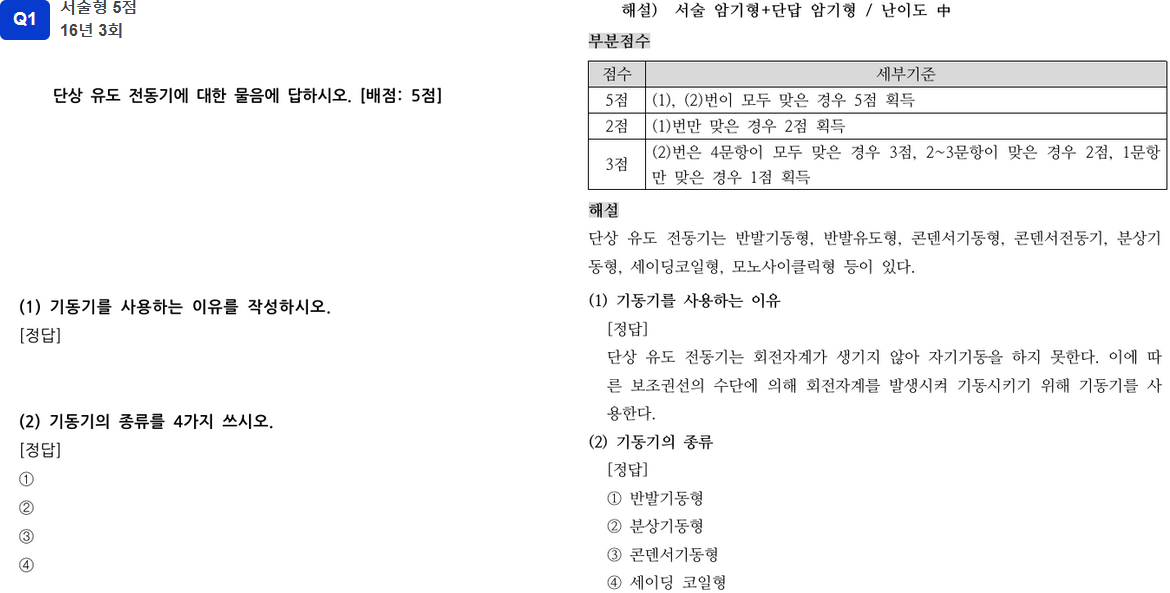 Q1
서술형 5점
16년 3회
단상 유도 전동기에 대한 물음에 답하시오. [배점: 5점]
(1) 기동기를 사용하는 이유를 작성하시오.
[정답]
(2) 기동기의 종류를 4가지 쓰시오.
[정답]
①
②
③
④
해설) 서술 암기형+단답 암기형 / 난이도 中
부분점수
점수 세부기준
5점 (1), (2)번이 모두 맞은 경우 5점 획득
2점 (1)번만 맞은 경우 2점 획득
3점 (2)번은 4문항이 모두 맞은 경우 3점, 2~3문항이 맞은 경우 2점, 1문항
만 맞은 경우 1점 획득
해설
단상 유도 전동기는 반발기동형, 반발유도형, 콘덴서기동형, 콘덴서전동기, 분상기
동형, 세이딩코일형, 모노사이클릭형 등이 있다.
(1) 기동기를 사용하는 이유
[정답]
단상 유도 전동기는 회전자계가 생기지 않아 자기기동을 하지 못한다. 이에 따
른 보조권선의 수단에 의해 회전자계를 발생시켜 기동시키기 위해 기동기를 사
용한다.
(2) 기동기의 종류
[정답]
① 반발기동형
② 분상기동형
③ 콘덴서기동형
④ 세이딩 코일형